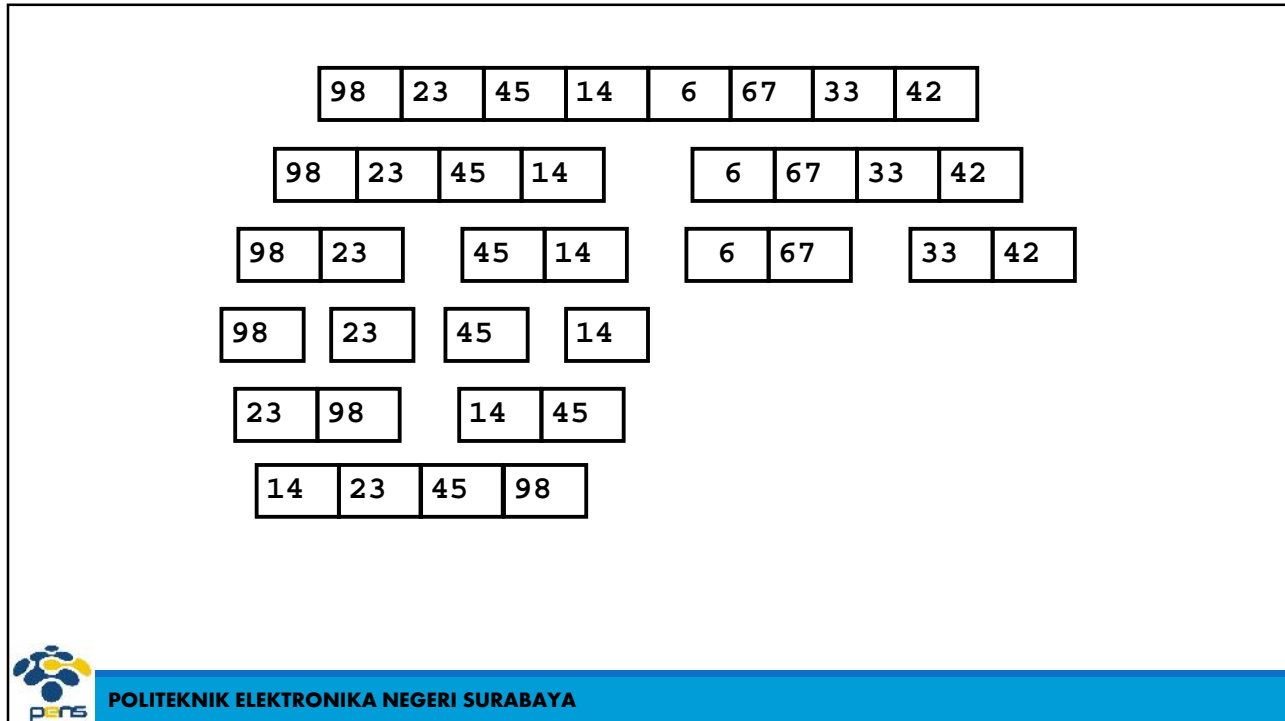 98 23 45 14 6 67 33 42
98 23 45 14 6 67 33 42
98 23 45 14 6 67 33 42
98 23 45 14
23 98 14 45
14 23 45 98
pens
POLITEKNIK ELEKTRONIKA NEGERI SURABAYA